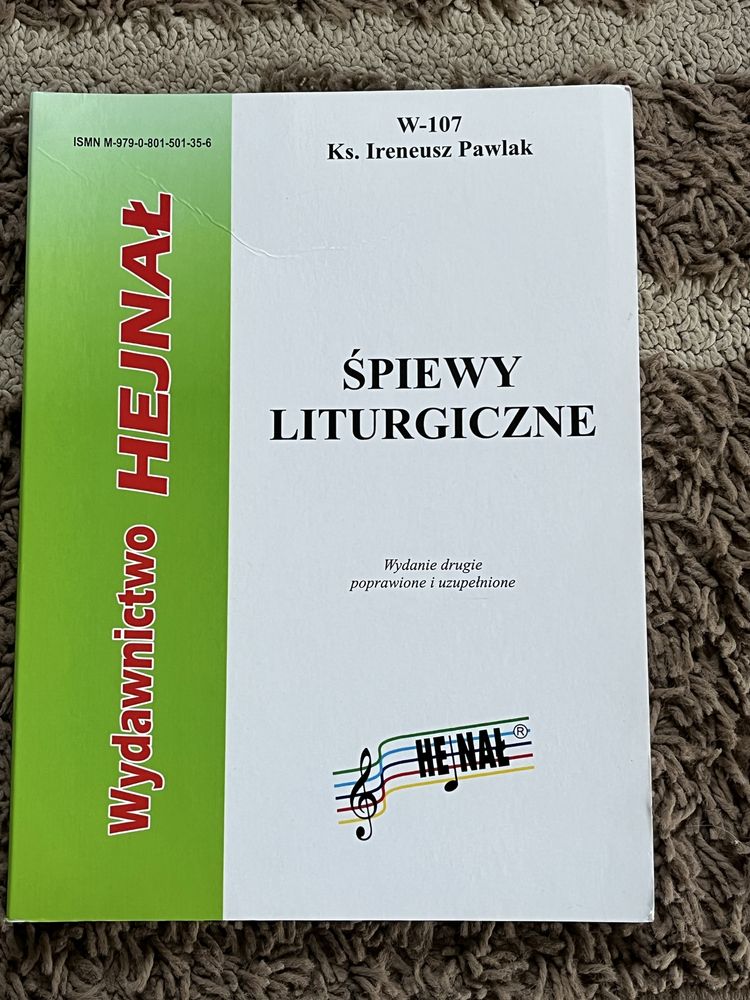 ISMN M-979-0-801-501-35-6
Wydawnictwo HEJNAŁ
W-107
Ks. Ireneusz Pawlak
ŚPIEWY
LITURGICZNE
Wydanie drugie
poprawione i uzupełnione
HEJNAŁ®